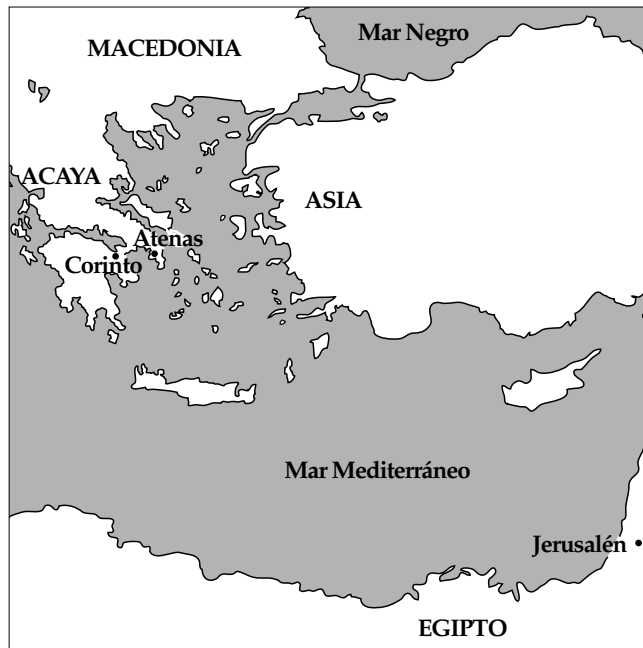 Mar Negro
MACEDONIA
ACAYA
ASIA
Atenas
Corinto
Mar Mediterráneo
Jerusalén
EGIPTO